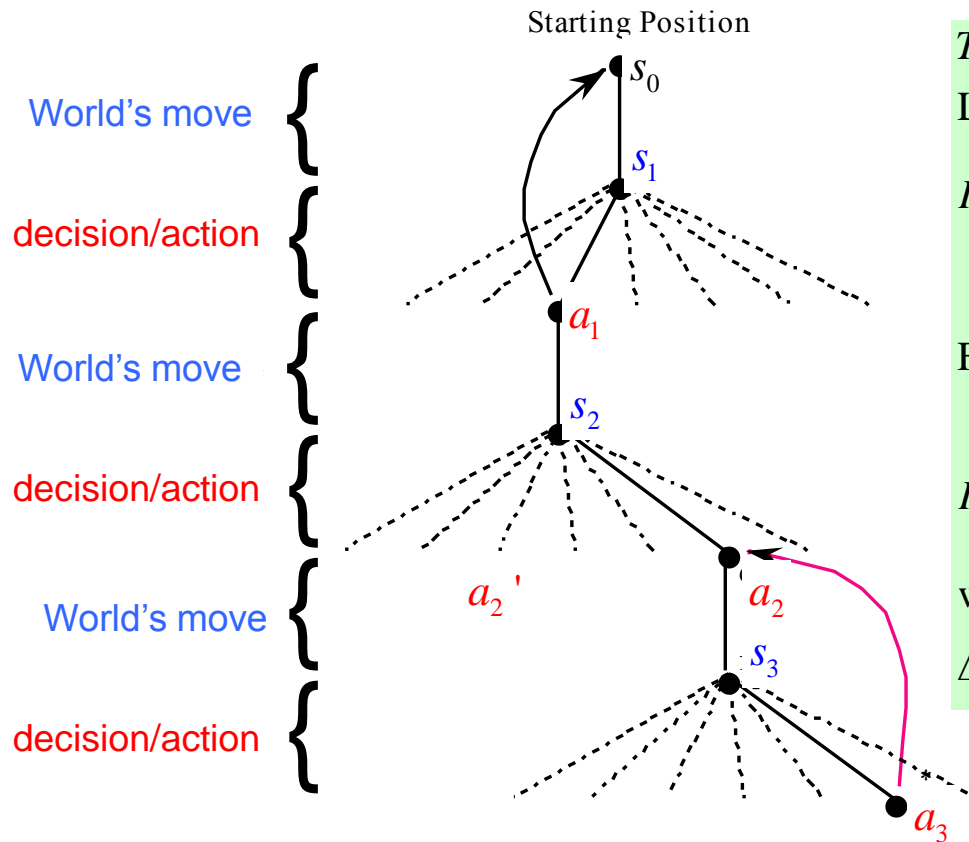 Starting Position
s0
World's move
s1
decision/action
a1
World's move
s2
decision/action
a2 '
a2
World's move
s3
decision/action
*
a3